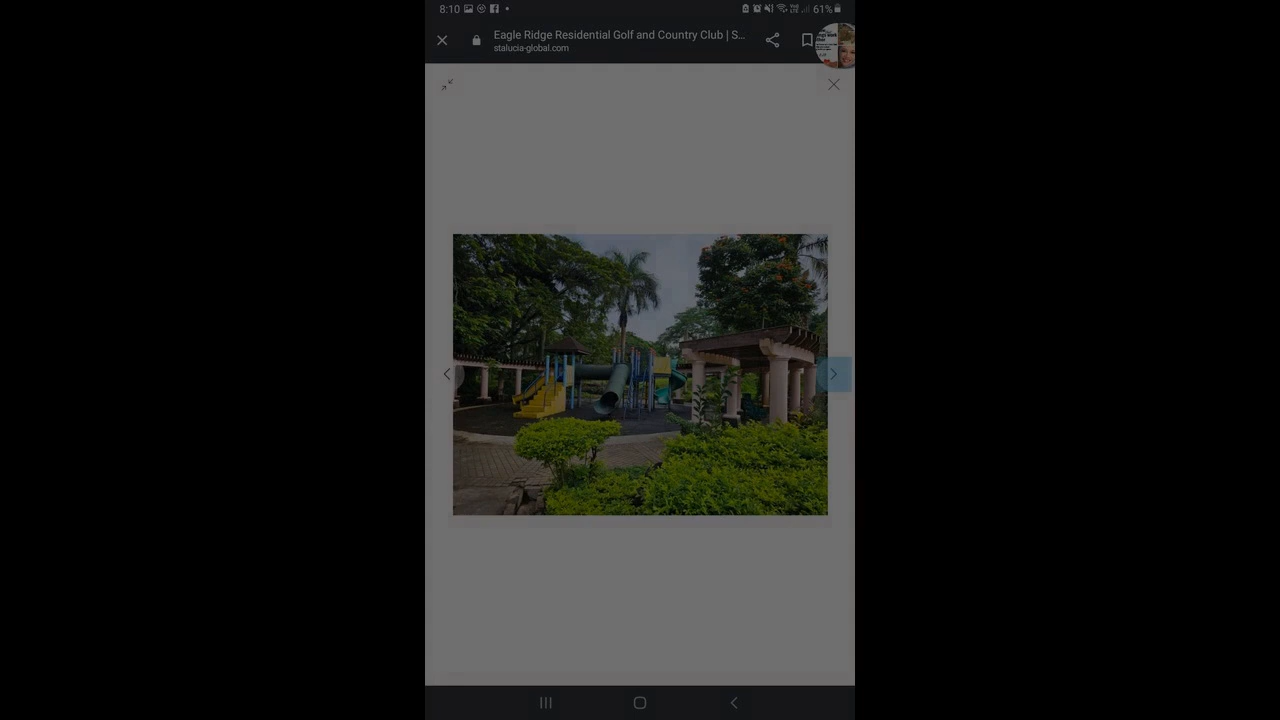 8:10
61%
Eagle Ridge Residential Golf and Country Club | S...
stalucia-global.com